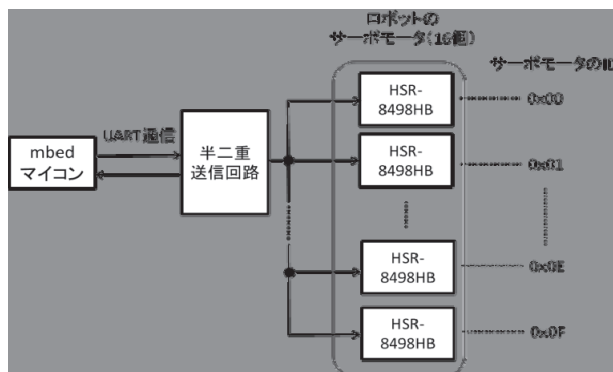 ロボットの
サーボモータ(16個)
サーボモータのID
HSR-
8498HB
0x00
UART通信
mbed
マイコン
半二重
送信回路
HSR-
8498HB
0x01
HSR-
8498HB
0x0E
HSR-
8498HB
0x0F